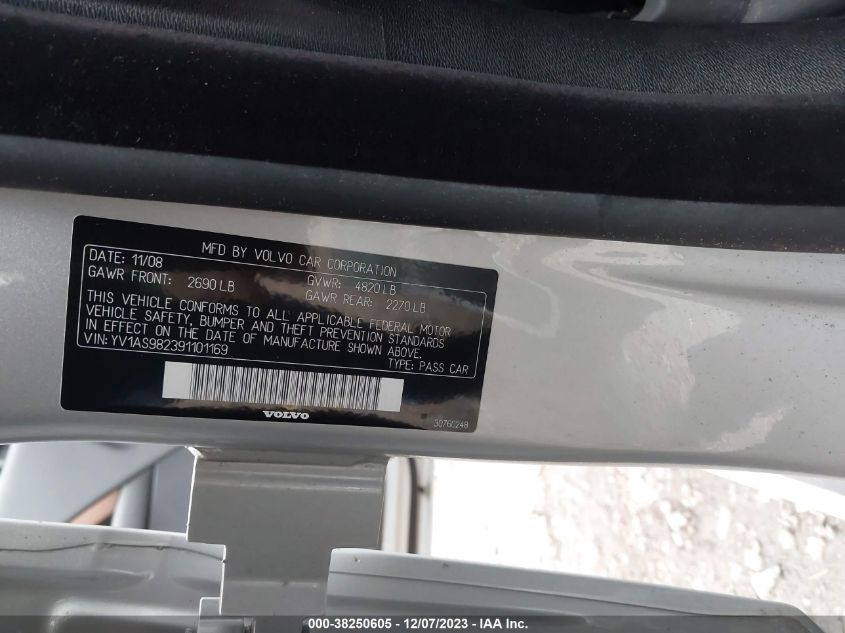 MFD BY VOLVO CAR CORPORATION
DATE: 11/08 GVWR: 4820 LB
GAWR FRONT: 2690 LB GAWR REAR: 2270 LB
THIS VEHICLE CONFORMS TO ALL APPLICABLE FEDERAL MOTOR
VEHICLE SAFETY, BUMPER AND THEFT PREVENTION STANDARDS
IN EFFECT ON THE DATE OF MANUFACTURE SHOWN ABOVE.
VIN: YV1AS982391101169 TYPE: PASS CAR
VOLVO
30760248
000-38250605 - 12/07/2023 - IAA Inc.